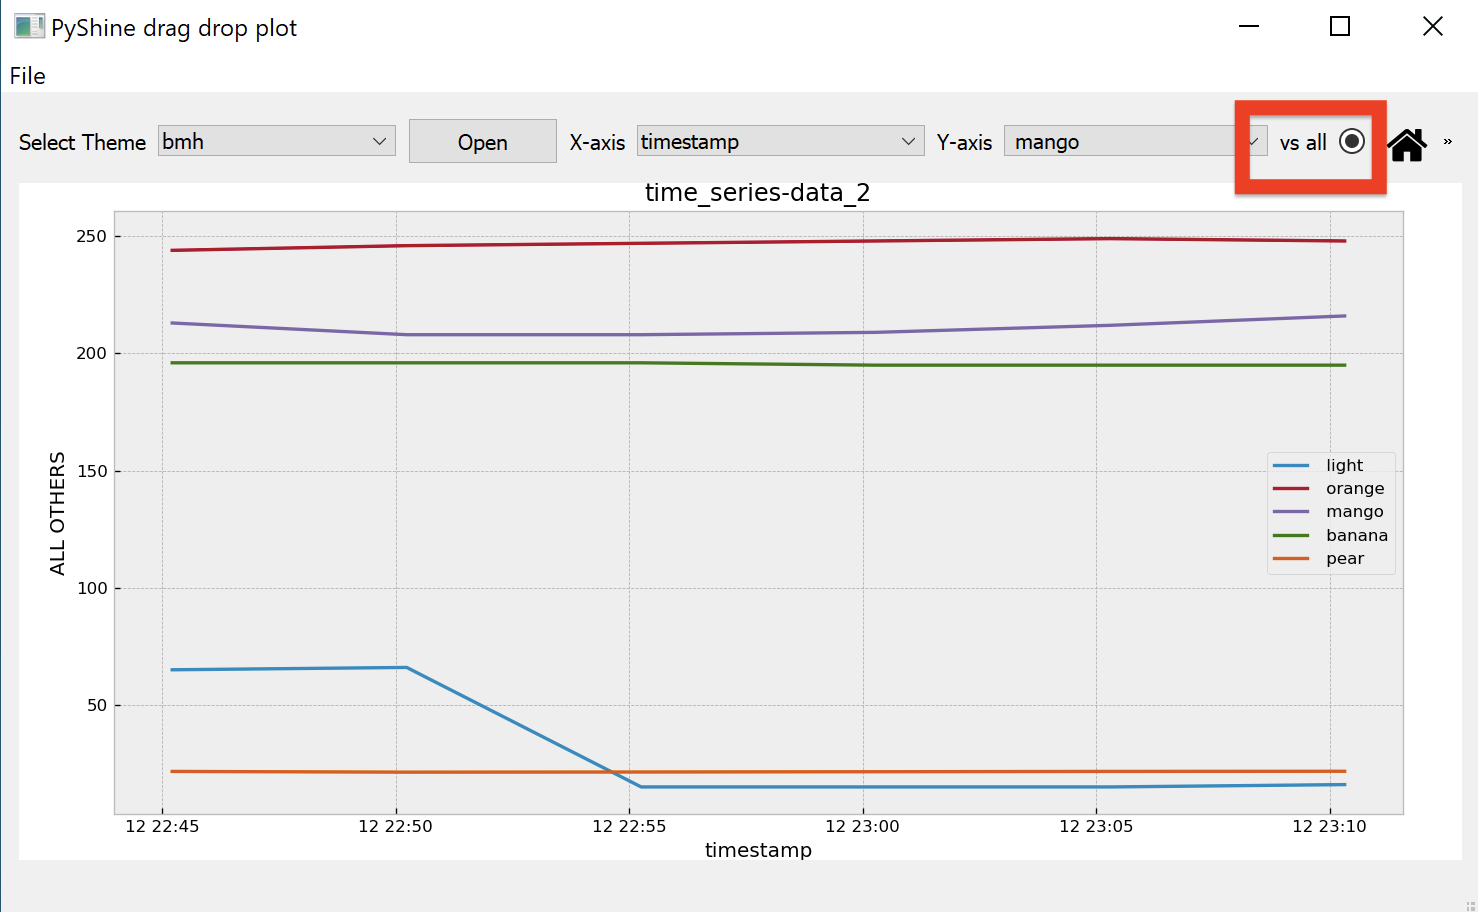 PyShine drag drop plot
File
Select Theme bmh Open X-axis timestamp Y-axis mango vs all »
time_series-data_2
250
200
150
100
50
ALL OTHERS
light
orange
mango
banana
pear
12 22:45 12 22:50 12 22:55 12 23:00 12 23:05 12 23:10
timestamp